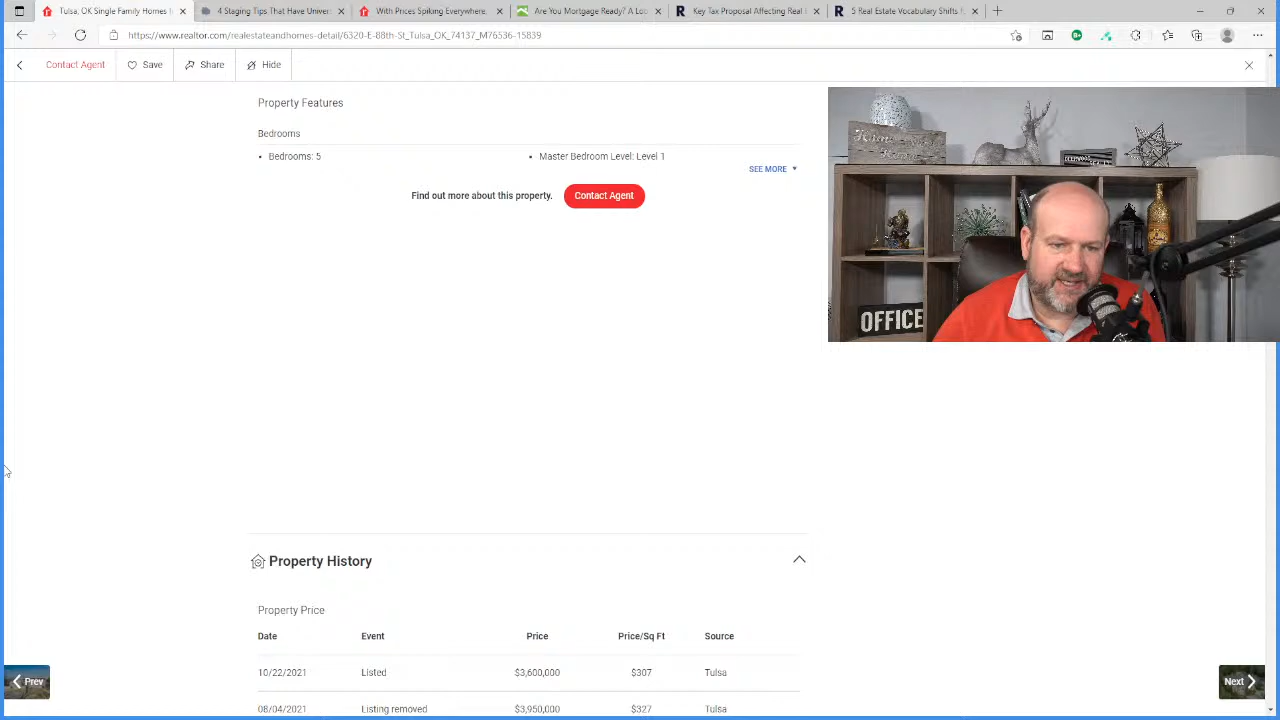 Tulsa, OK Single Family Homes
4 Staging Tips That Have Univer
With Prices Spiking Everywhere
Are You Mortgage Ready? A Lo
Key Tax Proposal Affecting Real
5 Real Estate Vocabulary Shifts
https://www.realtor.com/realestateandhomes-detail/6320-E-88th-St_Tulsa_OK_74137_M76536-15839
Contact Agent
Save
Share
Hide
Property Features
Bedrooms
• Bedrooms: 5
• Master Bedroom Level: Level 1
SEE MORE
Find out more about this property.
Contact Agent
OFFICE
Property History
Property Price
Date Event Price Price/Sq Ft Source
10/22/2021 Listed $3,600,000 $307 Tulsa
08/04/2021 Listing removed $3,950,000 $327 Tulsa
Prev
Next